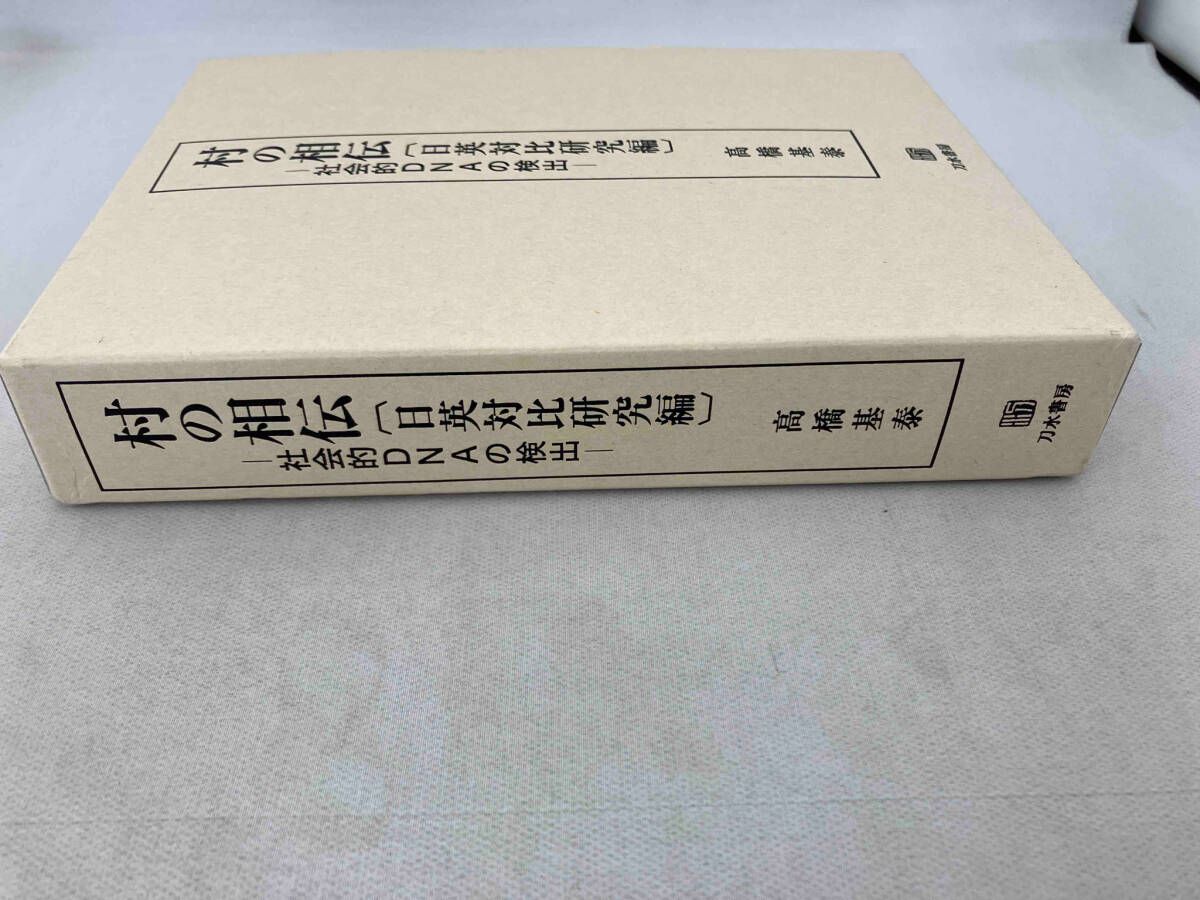 村の相伝〔日英対比研究編〕
―社会的DNAの検出―
高橋基泰
刀水書房
村の相伝〔日英対比研究編〕
―社会的DNAの検出―
高橋基泰
刀水書房